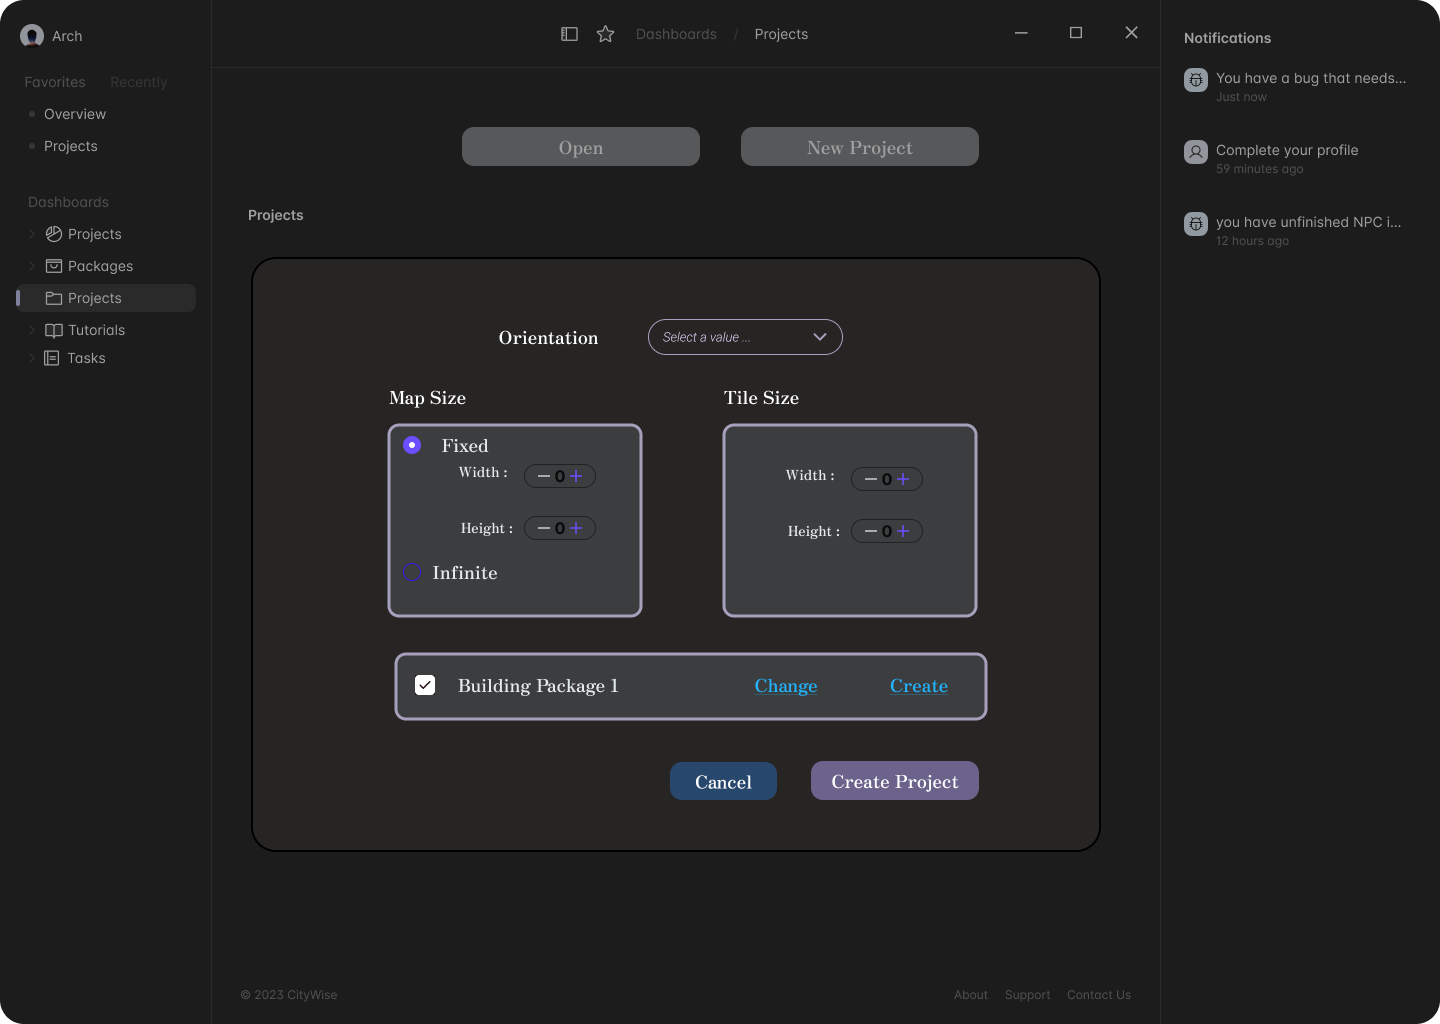 Arch
Favorites Recently
Overview
Projects
Dashboards
Projects
Packages
Projects
Tutorials
Tasks
Dashboards / Projects
Open New Project
Projects
Orientation Select a value ...
Map Size
Fixed
Width : 0
Height : 0
Infinite
Tile Size
Width : 0
Height : 0
Building Package 1 Change Create
Cancel Create Project
© 2023 CityWise
About Support Contact Us
Notifications
You have a bug that needs...
Just now
Complete your profile
59 minutes ago
you have unfinished NPC i...
12 hours ago